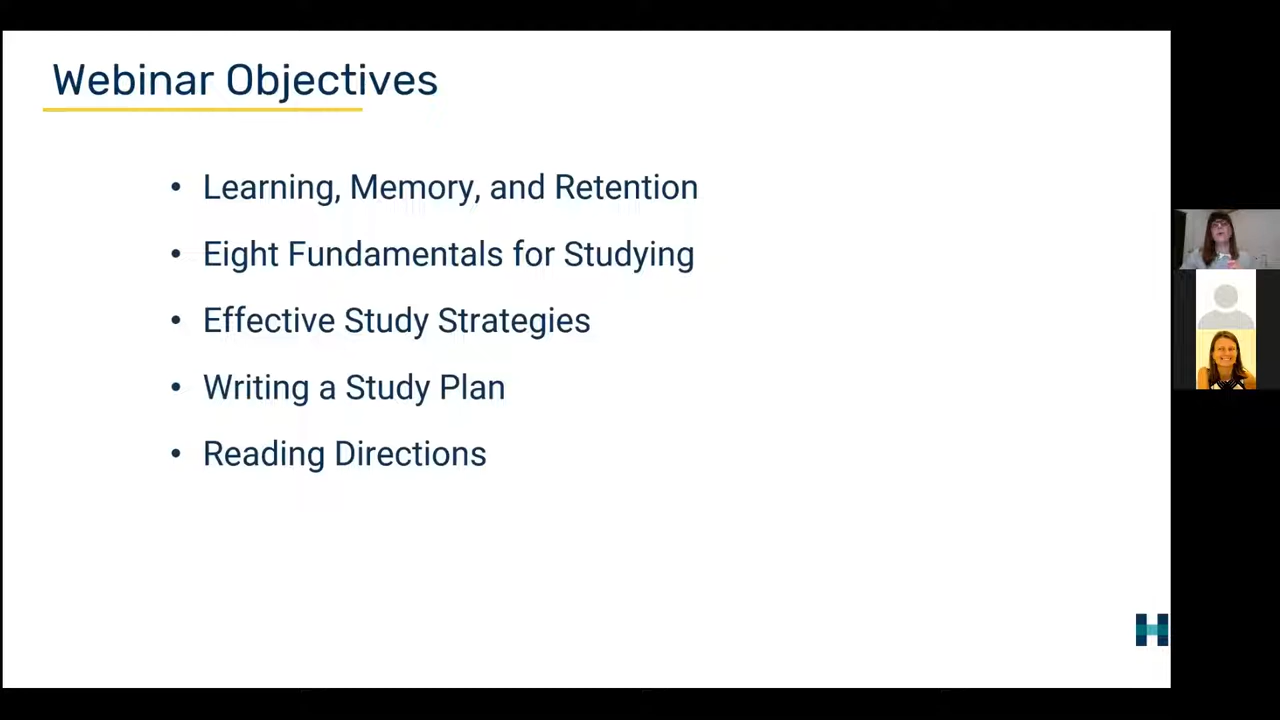 Webinar Objectives
• Learning, Memory, and Retention
• Eight Fundamentals for Studying
• Effective Study Strategies
• Writing a Study Plan
• Reading Directions
H